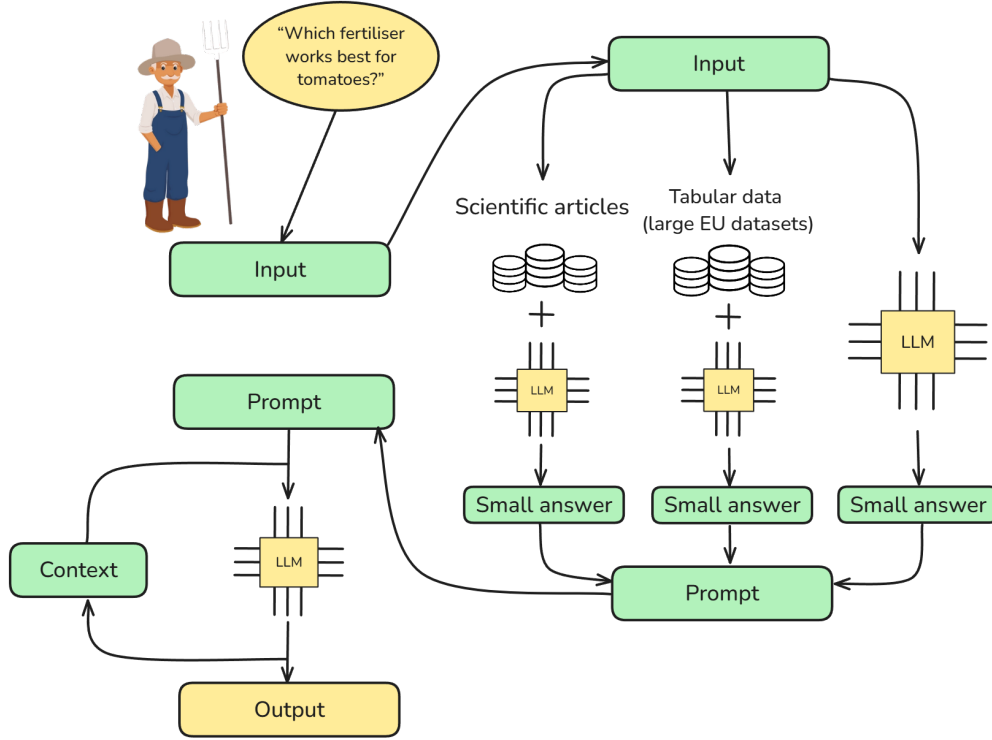 “Which fertiliser
works best for
tomatoes?”
Input
Input
Scientific articles
Tabular data
(large EU datasets)
LLM
LLM
LLM
Small answer
Small answer
Small answer
Prompt
Prompt
LLM
Context
Output